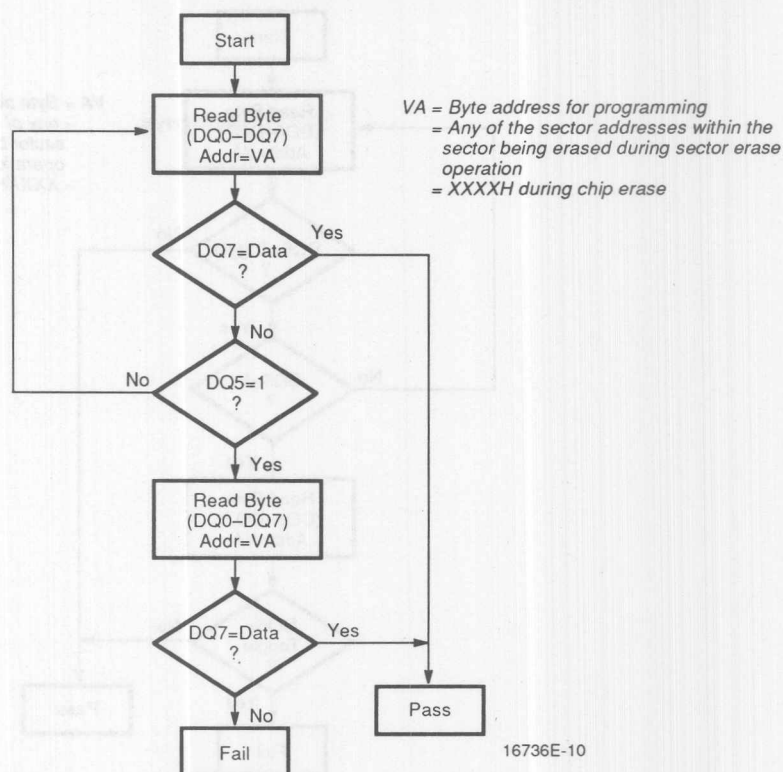 Start
Read Byte
(DQ0–DQ7)
Addr=VA
VA = Byte address for programming
= Any of the sector addresses within the
sector being erased during sector erase
operation
= XXXXH during chip erase
DQ7=Data
?
Yes
No
DQ5=1
?
No
Yes
Read Byte
(DQ0–DQ7)
Addr=VA
DQ7=Data
?
Yes
No
Pass
Fail
16736E-10